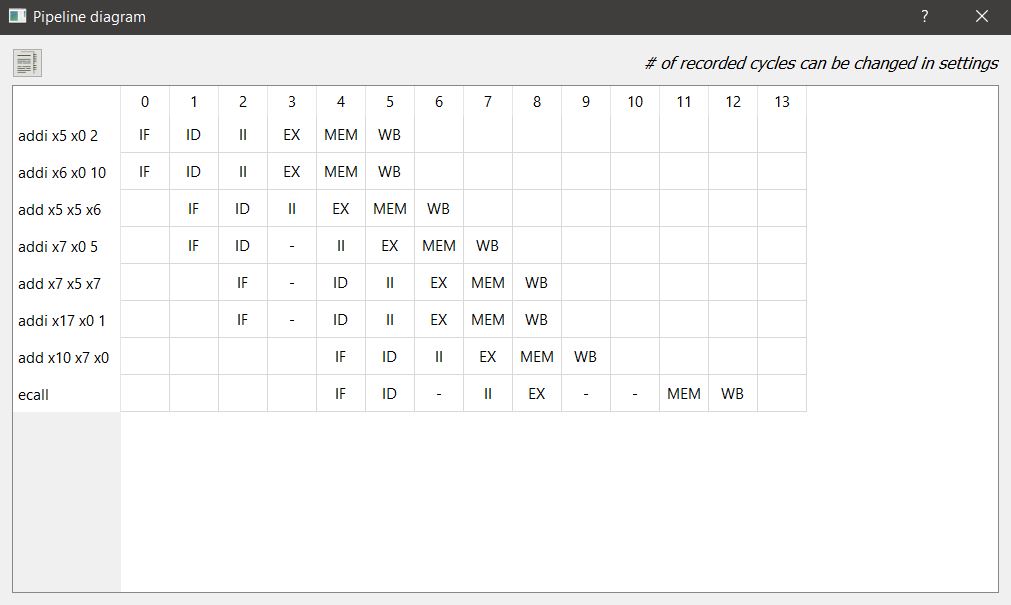 Pipeline diagram ? ×
# of recorded cycles can be changed in settings
0 1 2 3 4 5 6 7 8 9 10 11 12 13
addi x5 x0 2 IF ID II EX MEM WB
addi x6 x0 10 IF ID II EX MEM WB
add x5 x5 x6 IF ID II EX MEM WB
addi x7 x0 5 IF ID - II EX MEM WB
add x7 x5 x7 IF - ID II EX MEM WB
addi x17 x0 1 IF - ID II EX MEM WB
add x10 x7 x0 IF ID II EX MEM WB
ecall IF ID - II EX - - MEM WB